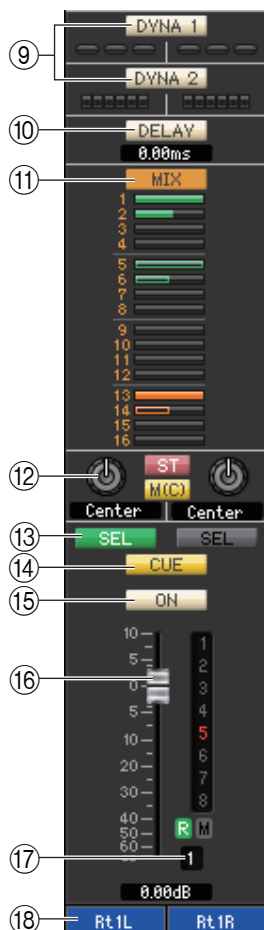 ⑨ DYNA 1
DYNA 2
⑩ DELAY
0.00ms
⑪ MIX
1
2
3
4
5
6
7
8
9
10
11
12
13
14
15
16
⑫ ST
M(C)
Center Center
⑬ SEL SEL
⑭ CUE
⑮ ON
10
5
⑯ 0
5
10
20
30
40
50
60
1
2
3
4
5
6
7
8
R M
⑰ 1
0.00dB
⑱ Rt1L Rt1R